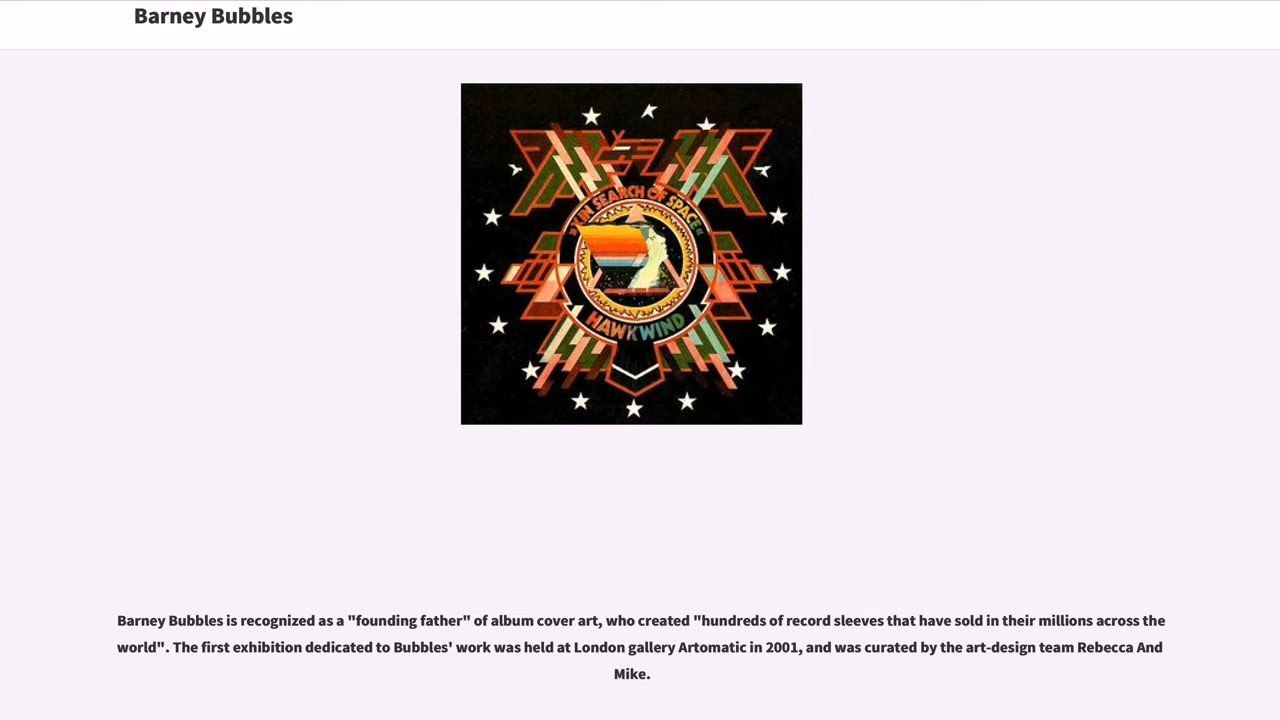 Barney Bubbles
»X IN SEARCH OF SPACE«
HAWKWIND
Barney Bubbles is recognized as a "founding father" of album cover art, who created "hundreds of record sleeves that have sold in their millions across the
world". The first exhibition dedicated to Bubbles' work was held at London gallery Artomatic in 2001, and was curated by the art-design team Rebecca And
Mike.